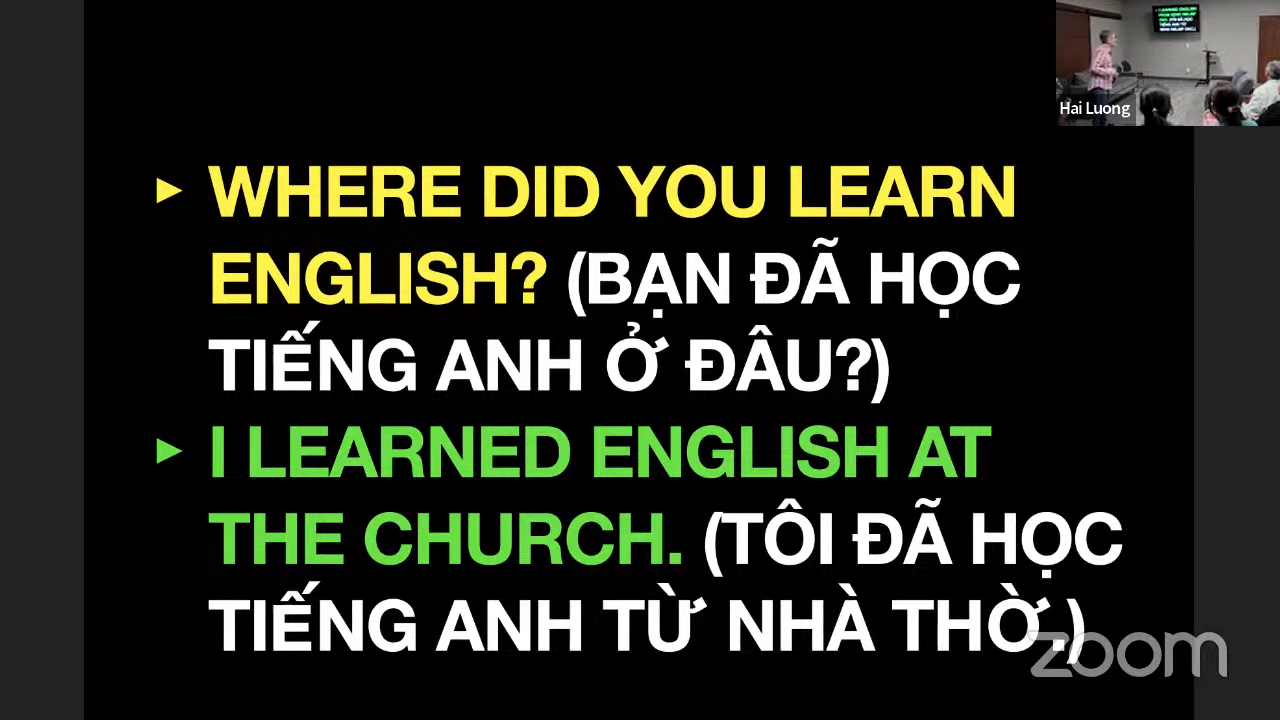 WHERE DID YOU LEARN
ENGLISH? (BẠN ĐÃ HỌC
TIẾNG ANH Ở ĐÂU?)
I LEARNED ENGLISH AT
THE CHURCH. (TÔI ĐÃ HỌC
TIẾNG ANH TỪ NHÀ THỜ.)
Hai Luong
zoom